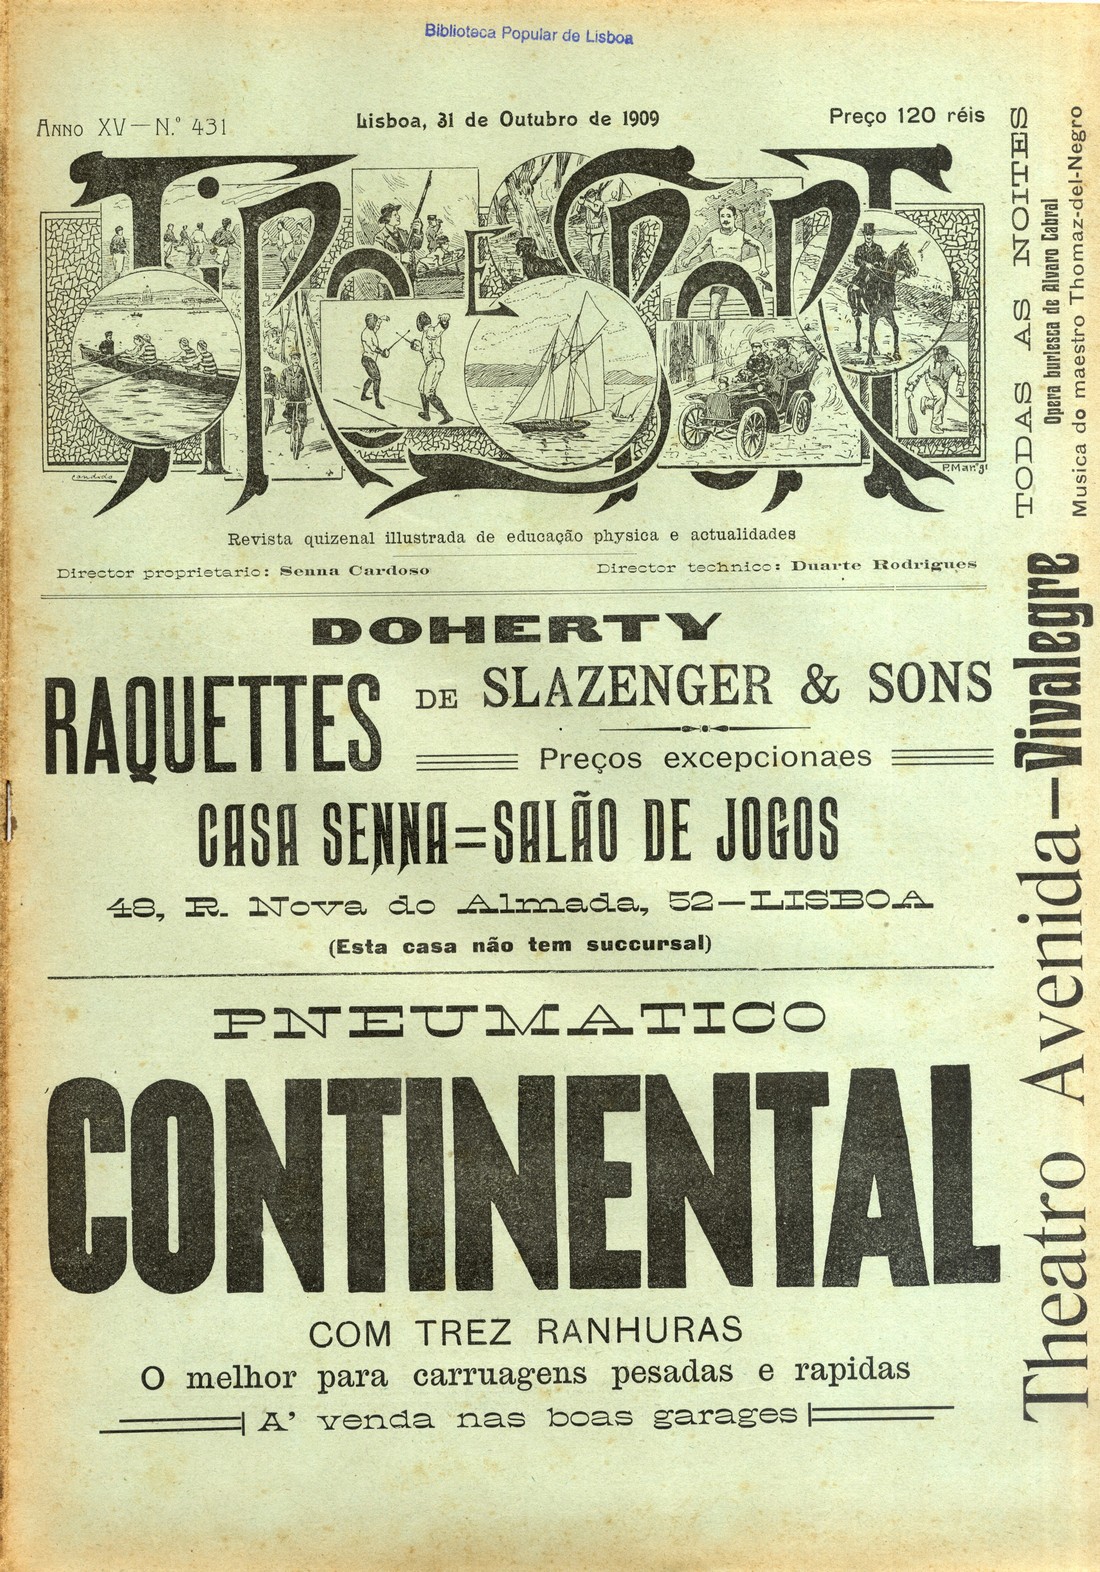 Biblioteca Popular de Lisboa
Anno XV — N.º 431
Lisboa, 31 de Outubro de 1909
Preço 120 réis
TIRO E SPORT
candido
P. Mar. gr
Revista quizenal illustrada de educação physica e actualidades
Director proprietario: Senna Cardoso
Director technico: Duarte Rodrigues
DOHERTY
RAQUETTES DE SLAZENGER & SONS
Preços excepcionaes
CASA SENNA=SALÃO DE JOGOS
48, R. Nova do Almada, 52—LISBOA
(Esta casa não tem succursal)
PNEUMATICO
CONTINENTAL
COM TREZ RANHURAS
O melhor para carruagens pesadas e rapidas
A' venda nas boas garages
Theatro Avenida—Vivalegre
TODAS AS NOITES
Opera burlesca de Alvaro Cabral
Musica do maestro Thomaz-del-Negro